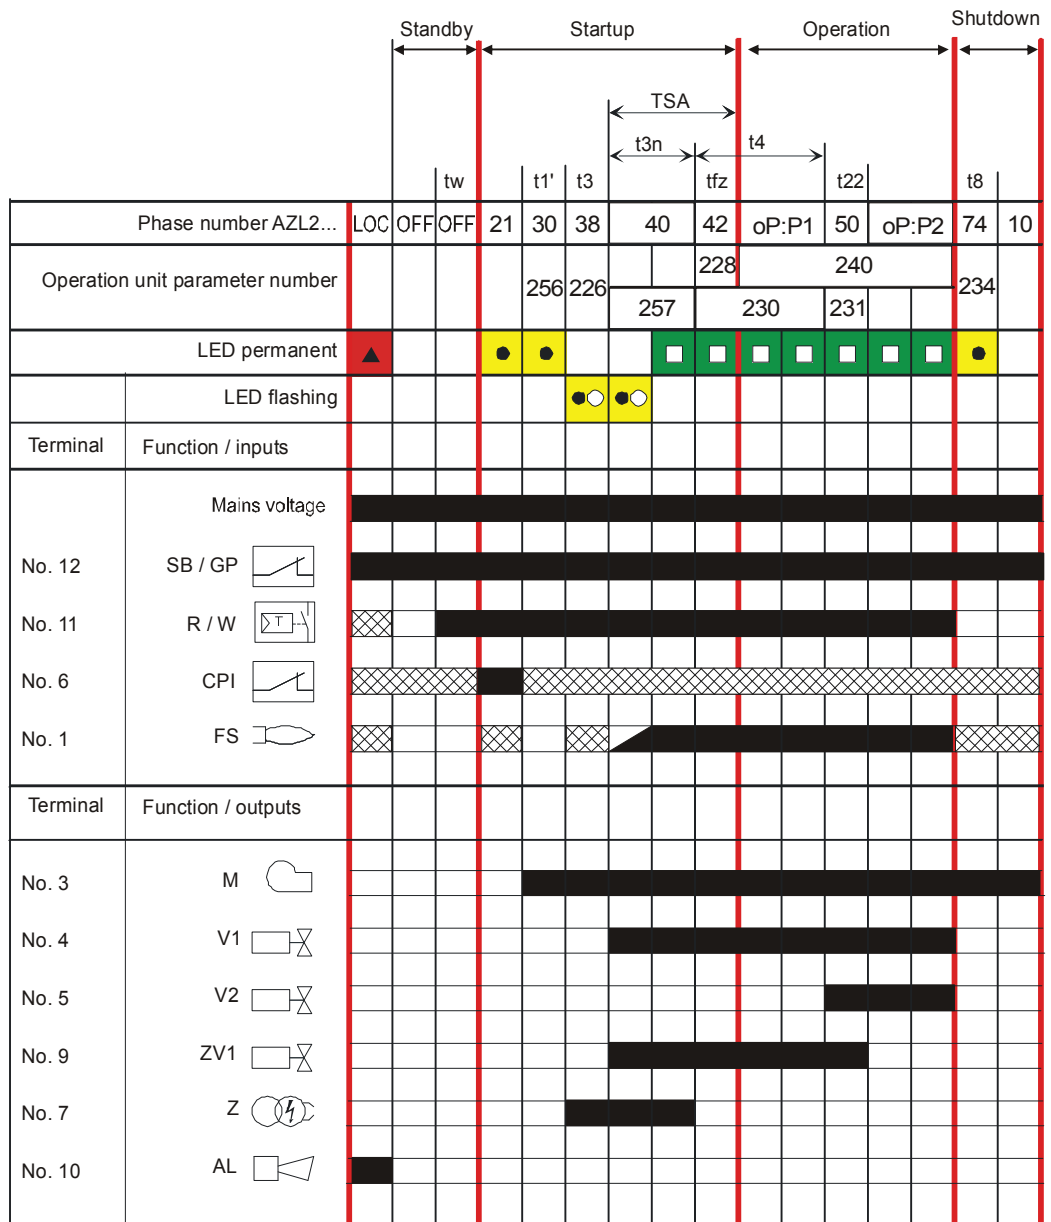 Standby Startup Operation Shutdown
TSA
t3n t4
tw t1' t3 tfz t22 t8
Phase number AZL2... LOC OFF OFF 21 30 38 40 42 oP:P1 50 oP:P2 74 10
228 240
Operation unit parameter number 256 226 234
257 230 231
LED permanent
LED flashing
Terminal Function / inputs
Mains voltage
No. 12 SB / GP
No. 11 R / W T
No. 6 CPI
No. 1 FS
Terminal Function / outputs
No. 3 M
No. 4 V1
No. 5 V2
No. 9 ZV1
No. 7 Z
No. 10 AL